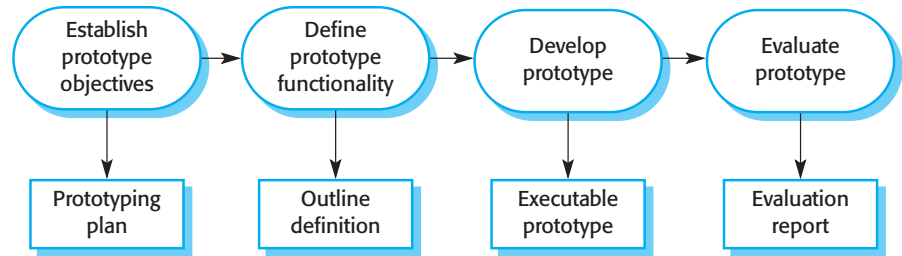 Establish
prototype
objectives
Define
prototype
functionality
Develop
prototype
Evaluate
prototype
Prototyping
plan
Outline
definition
Executable
prototype
Evaluation
report